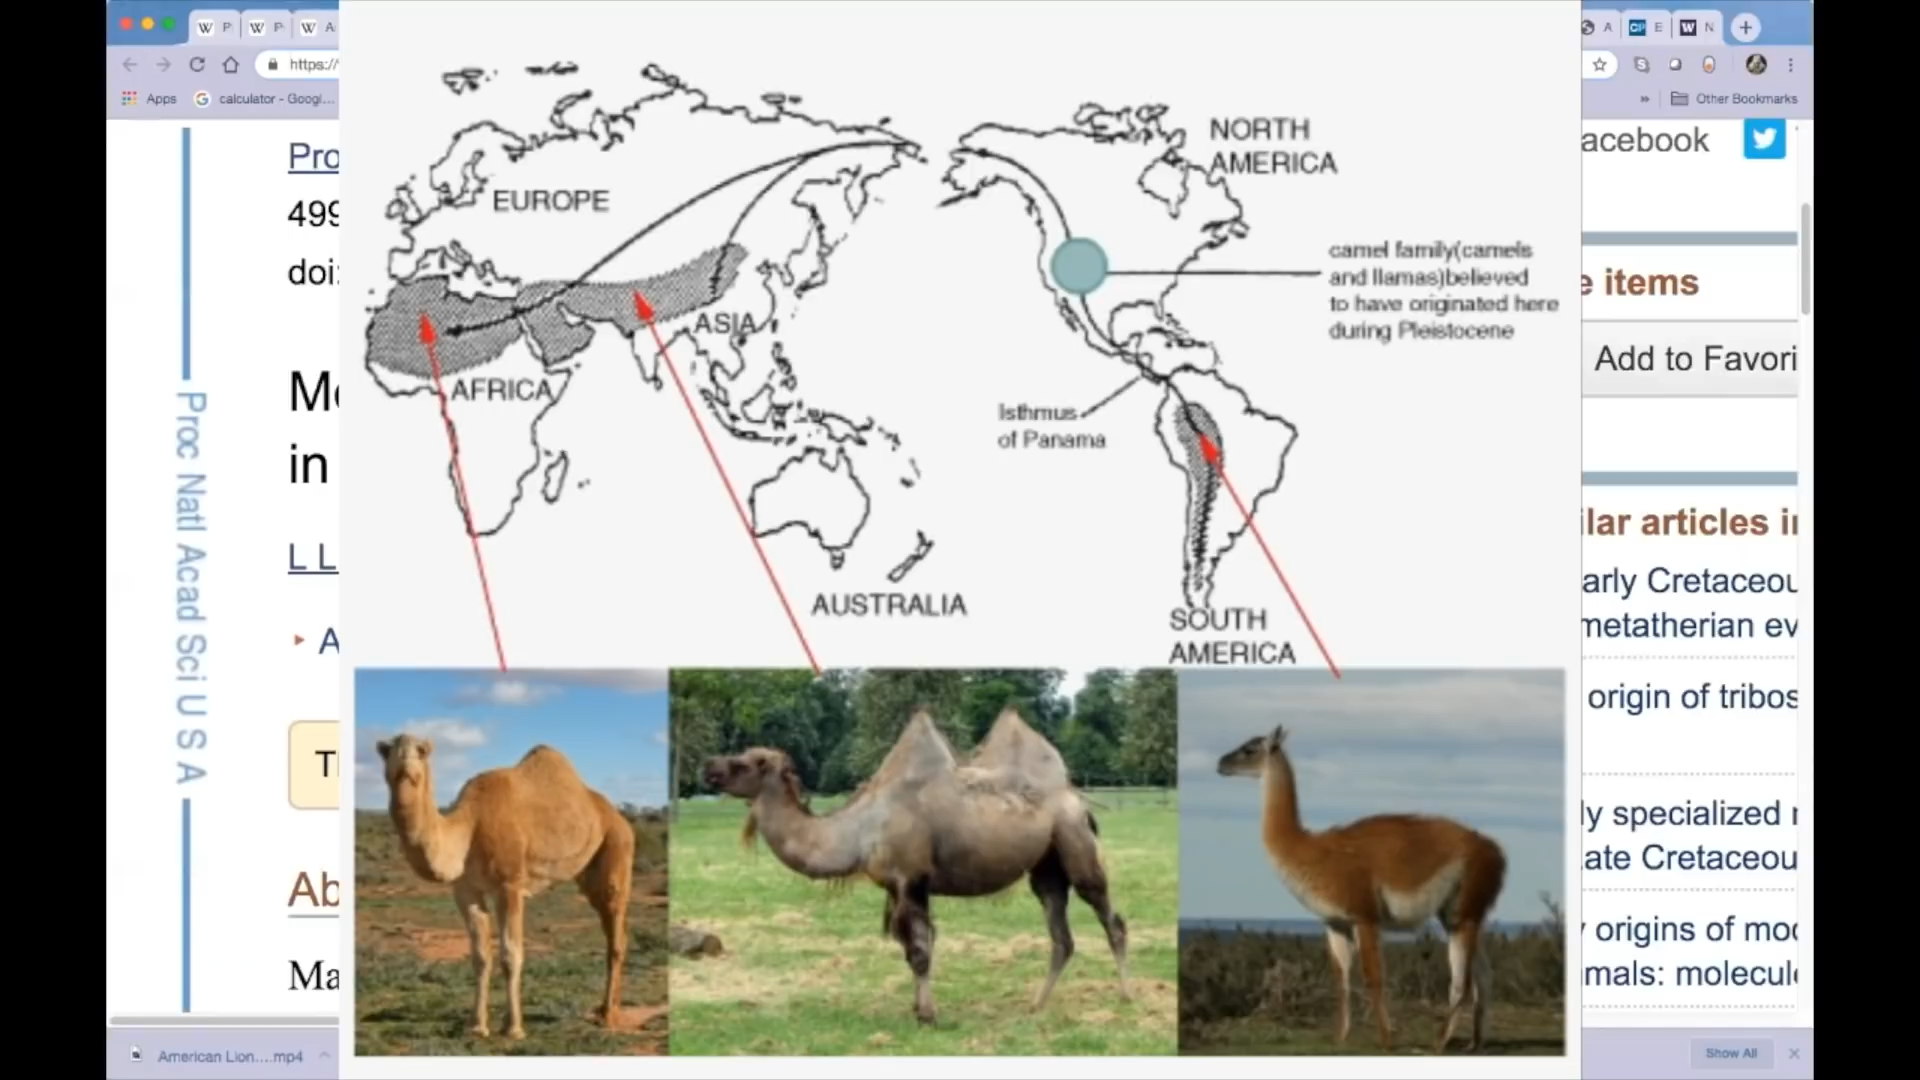 W P
W P
W A
A
CP E
W N
https://
Apps
calculator - Googl...
Other Bookmarks
Pro
499
doi:
in
L L
A
Ab
Ma
Proc Natl Acad Sci U S A
EUROPE
ASIA
AFRICA
AUSTRALIA
NORTH
AMERICA
camel family(camels
and llamas)believed
to have originated here
during Pleistocene
Isthmus
of Panama
SOUTH
AMERICA
acebook
e items
Add to Favori
ilar articles i
arly Cretaceou
metatherian ev
origin of tribos
ly specialized
ate Cretaceou
origins of mo
mals: molecul
American Lion....mp4
Show All